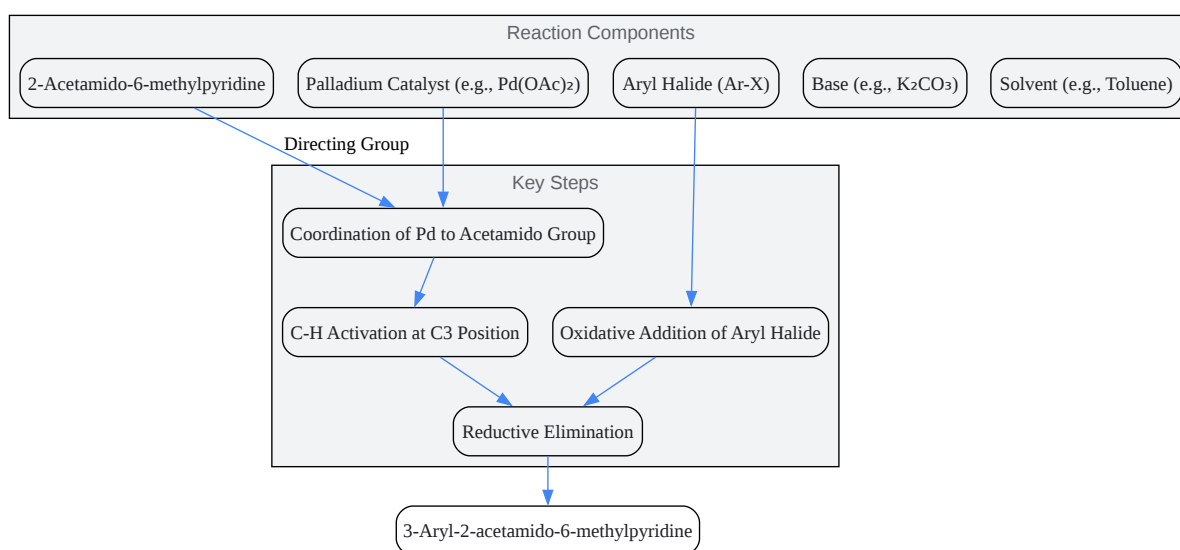 Reaction Components
2-Acetamido-6-methylpyridine
Palladium Catalyst (e.g., Pd(OAc)₂)
Aryl Halide (Ar-X)
Base (e.g., K₂CO₃)
Solvent (e.g., Toluene)
Directing Group
Key Steps
Coordination of Pd to Acetamido Group
C-H Activation at C3 Position
Oxidative Addition of Aryl Halide
Reductive Elimination
3-Aryl-2-acetamido-6-methylpyridine